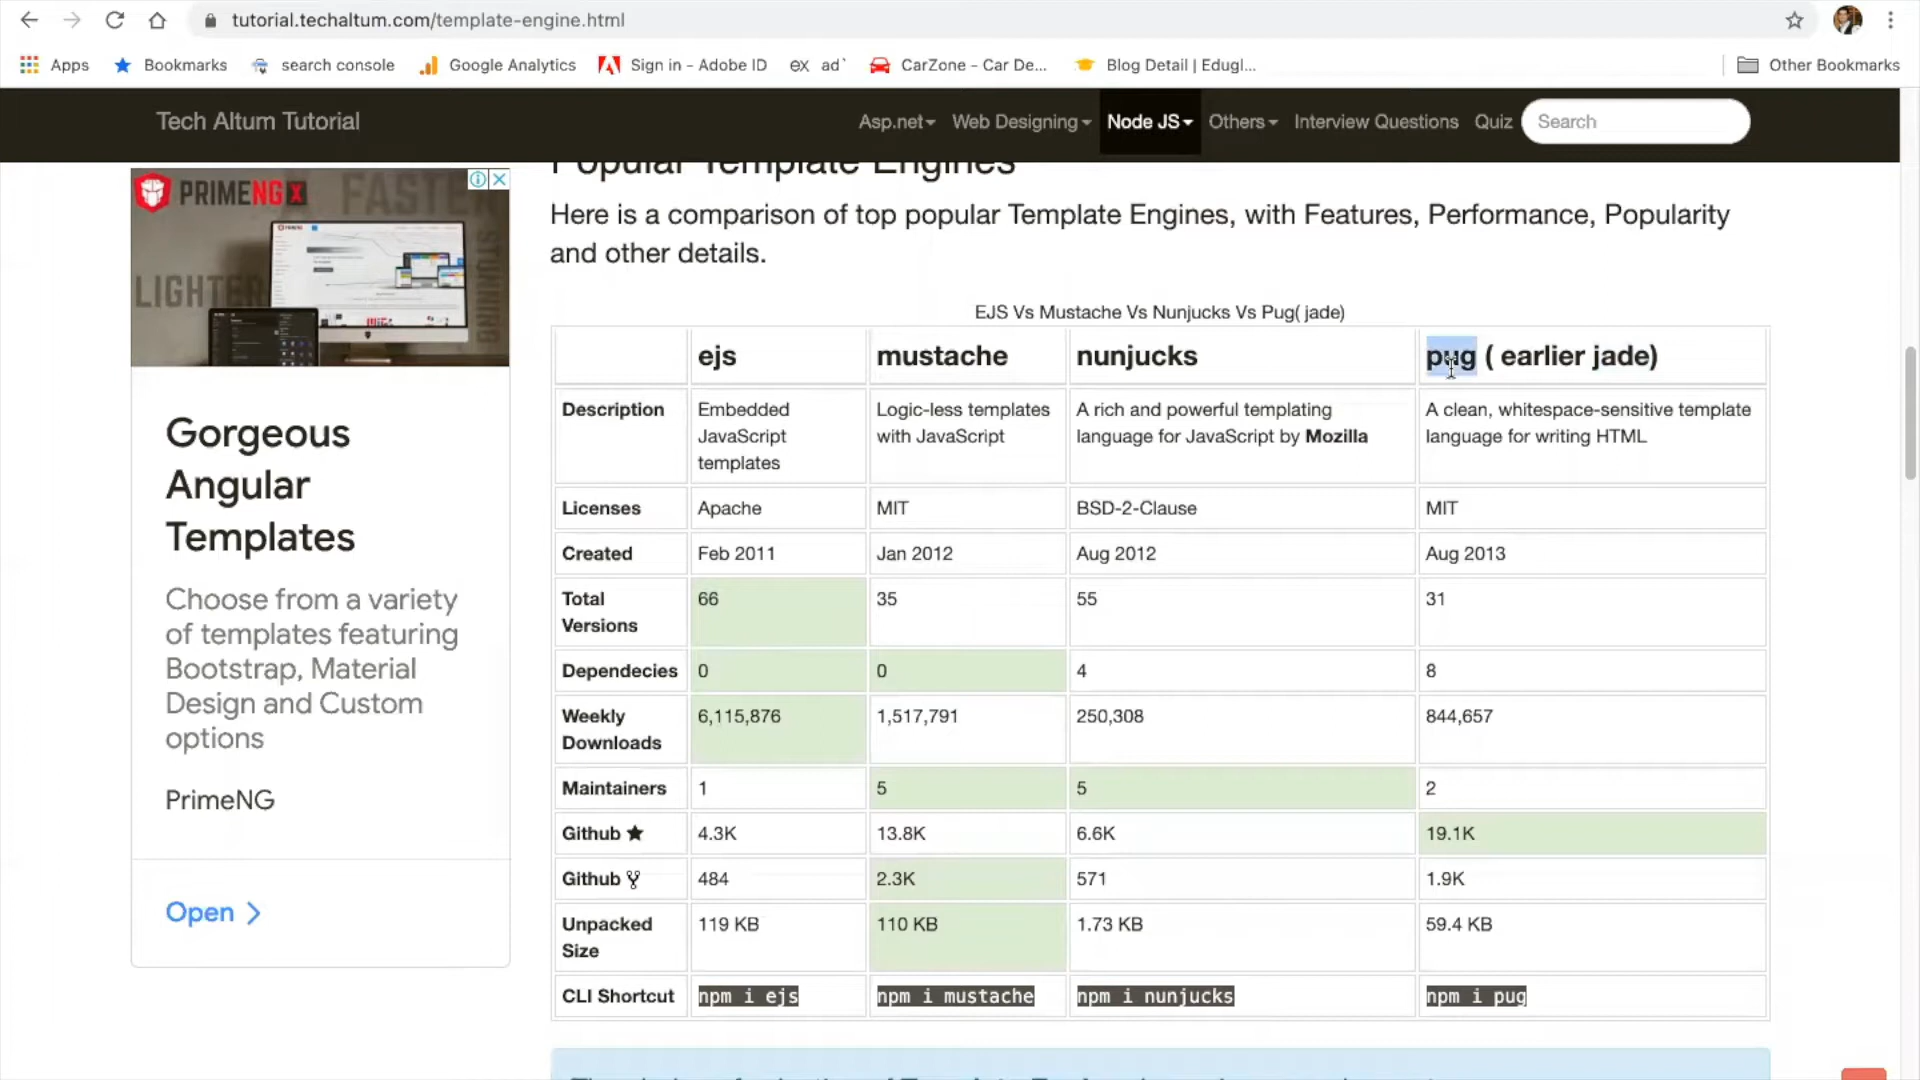 tutorial.techaltum.com/template-engine.html
Apps Bookmarks search console Google Analytics Sign in - Adobe ID ad` CarZone - Car De... Blog Detail | Edugl... Other Bookmarks
Tech Altum Tutorial Asp.net Web Designing Node JS Others Interview Questions Quiz Search
PRIMENG X
FASTER
STUNNING
LIGHTER
Gorgeous
Angular
Templates
Choose from a variety
of templates featuring
Bootstrap, Material
Design and Custom
options
PrimeNG
Open
Popular Template Engines
Here is a comparison of top popular Template Engines, with Features, Performance, Popularity
and other details.
EJS Vs Mustache Vs Nunjucks Vs Pug( jade)
ejs mustache nunjucks pug ( earlier jade)
Description Embedded JavaScript templates Logic-less templates with JavaScript A rich and powerful templating language for JavaScript by Mozilla A clean, whitespace-sensitive template language for writing HTML
Licenses Apache MIT BSD-2-Clause MIT
Created Feb 2011 Jan 2012 Aug 2012 Aug 2013
Total Versions 66 35 55 31
Dependecies 0 0 4 8
Weekly Downloads 6,115,876 1,517,791 250,308 844,657
Maintainers 1 5 5 2
Github ★ 4.3K 13.8K 6.6K 19.1K
Github 484 2.3K 571 1.9K
Unpacked Size 119 KB 110 KB 1.73 KB 59.4 KB
CLI Shortcut npm i ejs npm i mustache npm i nunjucks npm i pug